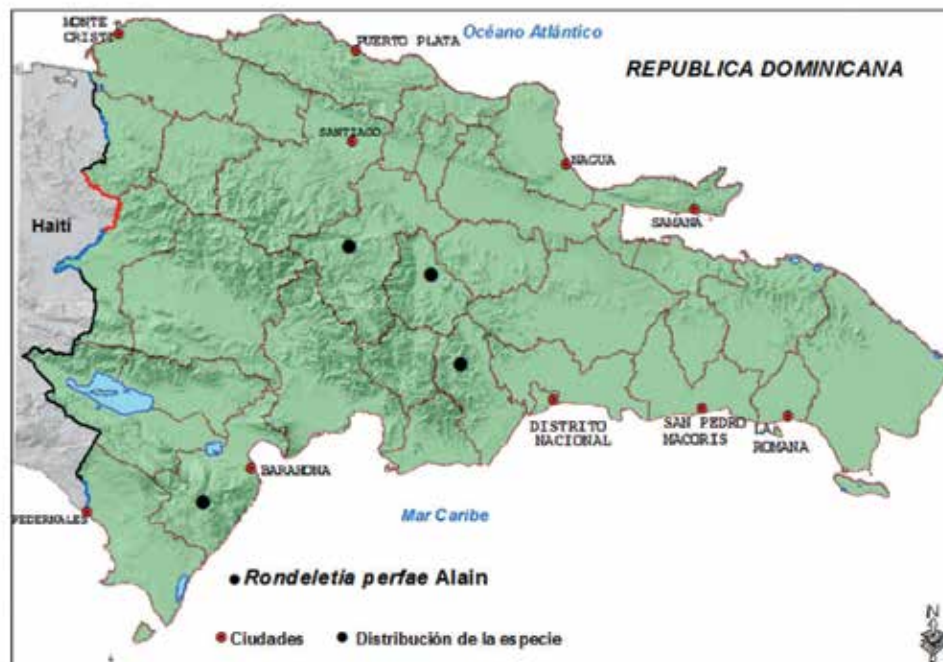 MONTE
CRISTI
PUERTO PLATA
Océano Atlántico
REPUBLICA DOMINICANA
SANTIAGO
NAGUA
SAMANA
Haití
DISTRITO
NACIONAL
SAN PEDRO
MACORIS
LA
ROMANA
BARAHONA
PEDERNALES
Mar Caribe
Rondeletia perfae Alain
Ciudades
Distribución de la especie
N